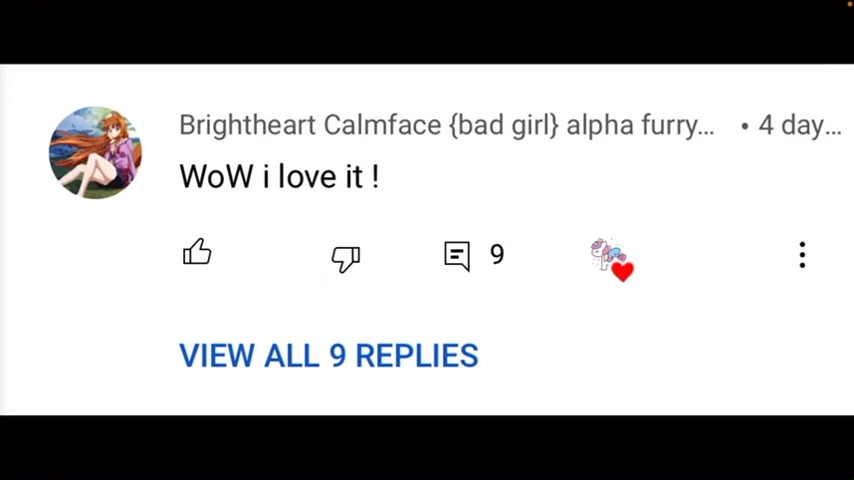 Brightheart Calmface {bad girl} alpha furry... • 4 day...
WoW i love it !
9
VIEW ALL 9 REPLIES